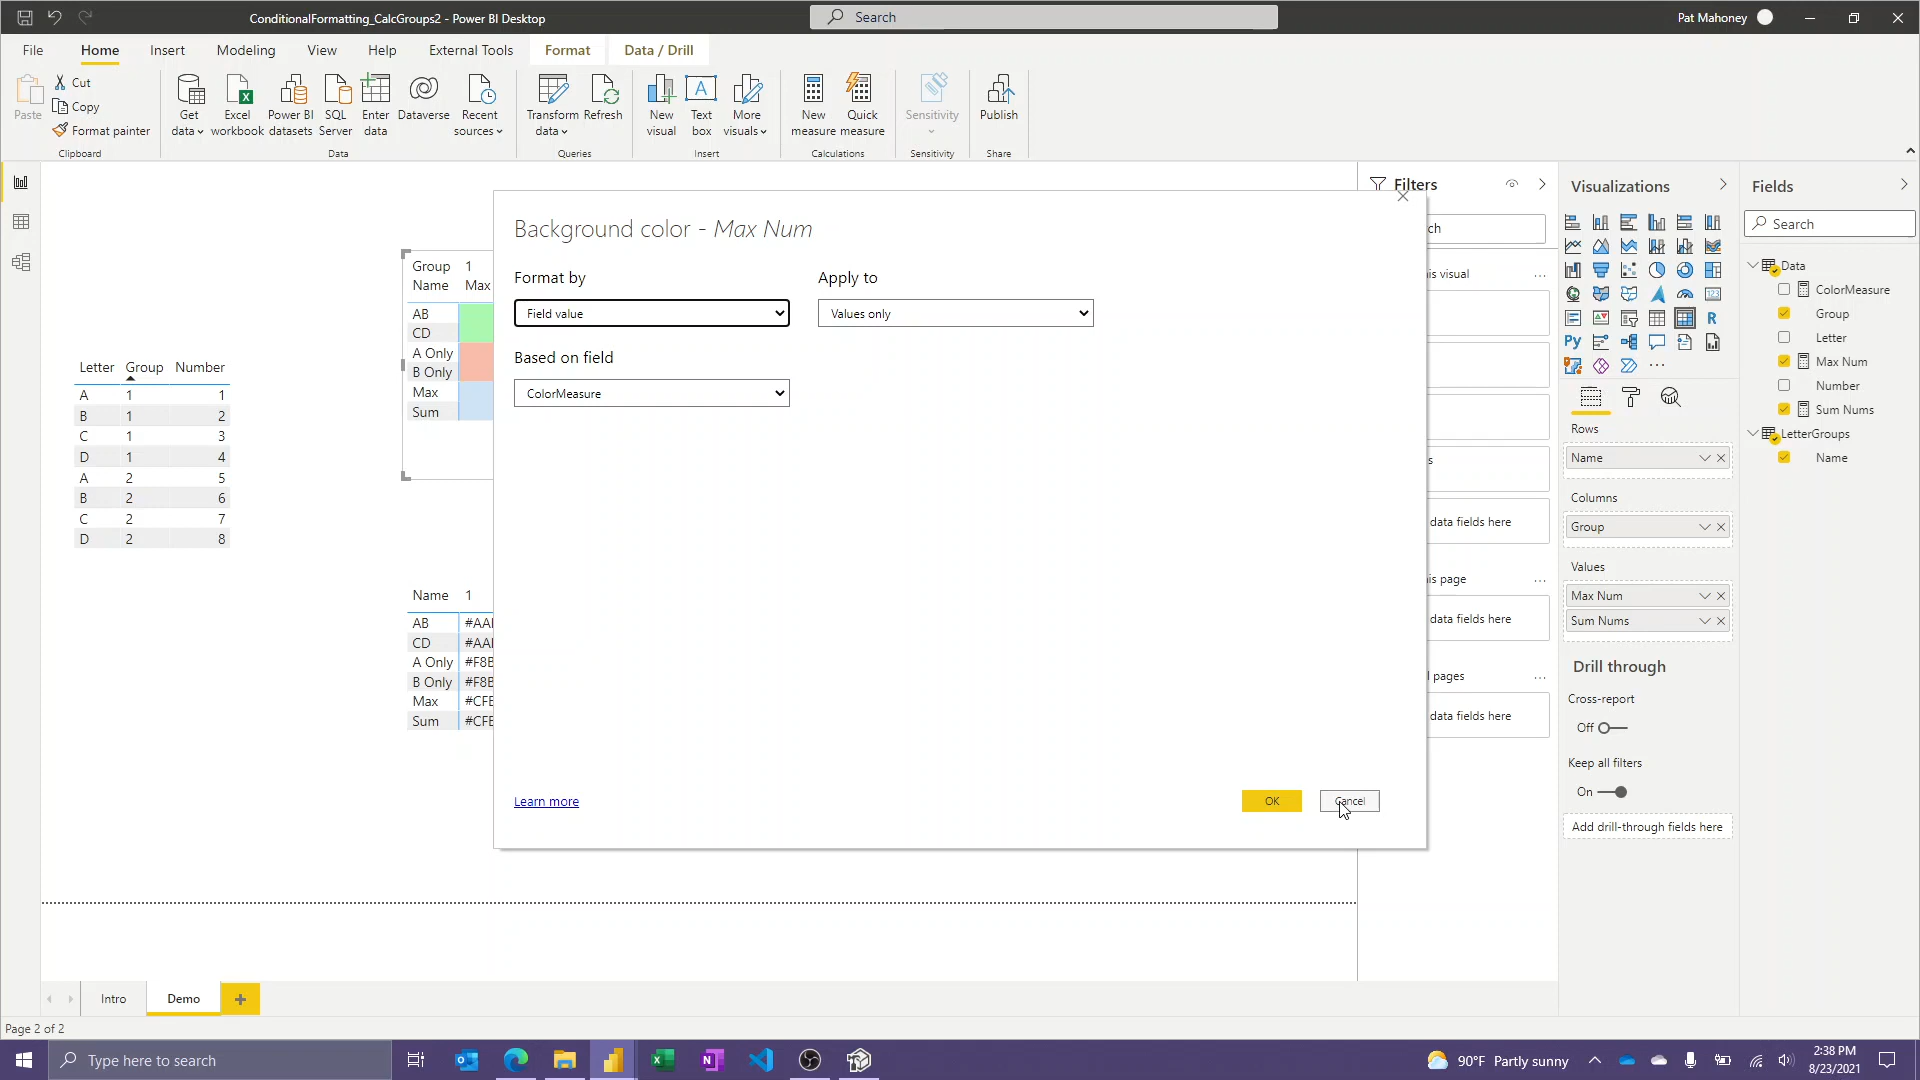 ConditionalFormatting_CalcGroups2 - Power BI Desktop
Search
Pat Mahoney
File
Home
Insert
Modeling
View
Help
External Tools
Format
Data / Drill
Paste
Cut
Copy
Format painter
Clipboard
Get
data
Excel
workbook
Power BI
datasets
SQL
Server
Enter
data
Dataverse
Recent
sources
Data
Transform
data
Refresh
Queries
New
visual
Text
box
More
visuals
Insert
New
measure
Quick
measure
Calculations
Sensitivity
Sensitivity
Publish
Share
Letter Group Number
A 1 1
B 1 2
C 1 3
D 1 4
A 2 5
B 2 6
C 2 7
D 2 8
Group 1
Name Max
AB
CD
A Only
B Only
Max
Sum
Name 1
AB
CD
A Only #F8B
B Only #F8B
Max
Sum
Background color - Max Num
Format by
Field value
Apply to
Values only
Based on field
ColorMeasure
Learn more
OK
Cancel
Filters
ch
is visual
...
s
data fields here
is page
...
data fields here
l pages
...
data fields here
Visualizations
R
Py
123
...
Rows
Name
Columns
Group
Values
Max Num
Sum Nums
Drill through
Cross-report
Off
Keep all filters
On
Add drill-through fields here
Fields
Search
Data
ColorMeasure
Group
Letter
Max Num
Number
Sum Nums
LetterGroups
Name
Intro
Demo
+
Page 2 of 2
Type here to search
90°F Partly sunny
2:38 PM
8/23/2021